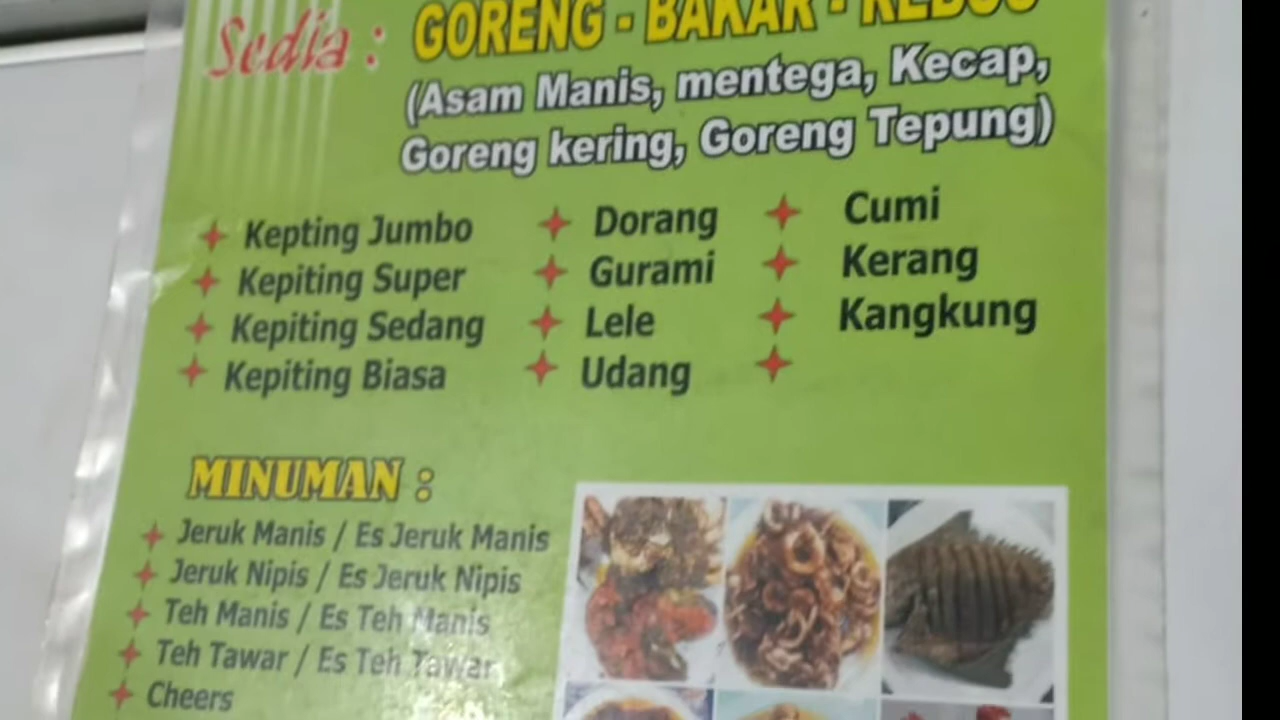 Sedia : GORENG - BAKAR - REBUS
(Asam Manis, mentega, Kecap,
Goreng kering, Goreng Tepung)
Kepting Jumbo
Kepiting Super
Kepiting Sedang
Kepiting Biasa
Dorang
Gurami
Lele
Udang
Cumi
Kerang
Kangkung
MINUMAN :
Jeruk Manis / Es Jeruk Manis
Jeruk Nipis / Es Jeruk Nipis
Teh Manis / Es Teh Manis
Teh Tawar / Es Teh Tawar
Cheers